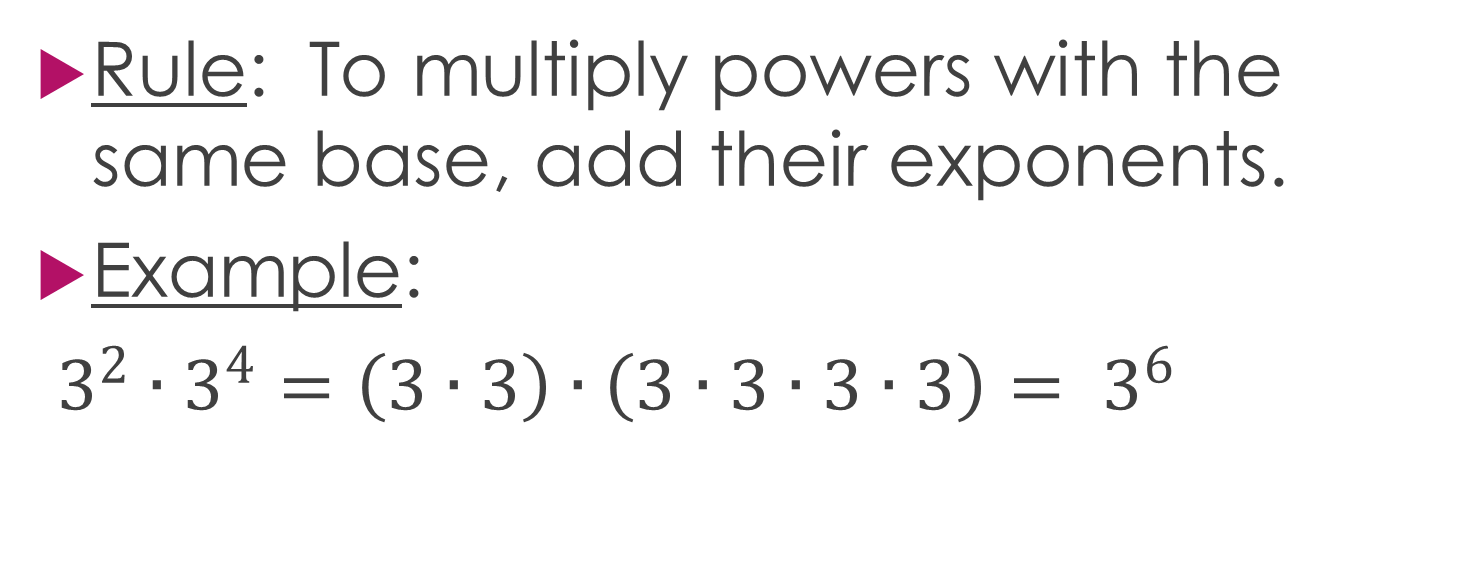 ▶Rule:  To multiply powers with the
same base, add their exponents.
▶Example:
3² · 3⁴ = (3 · 3) · (3 · 3 · 3 · 3) = 3⁶